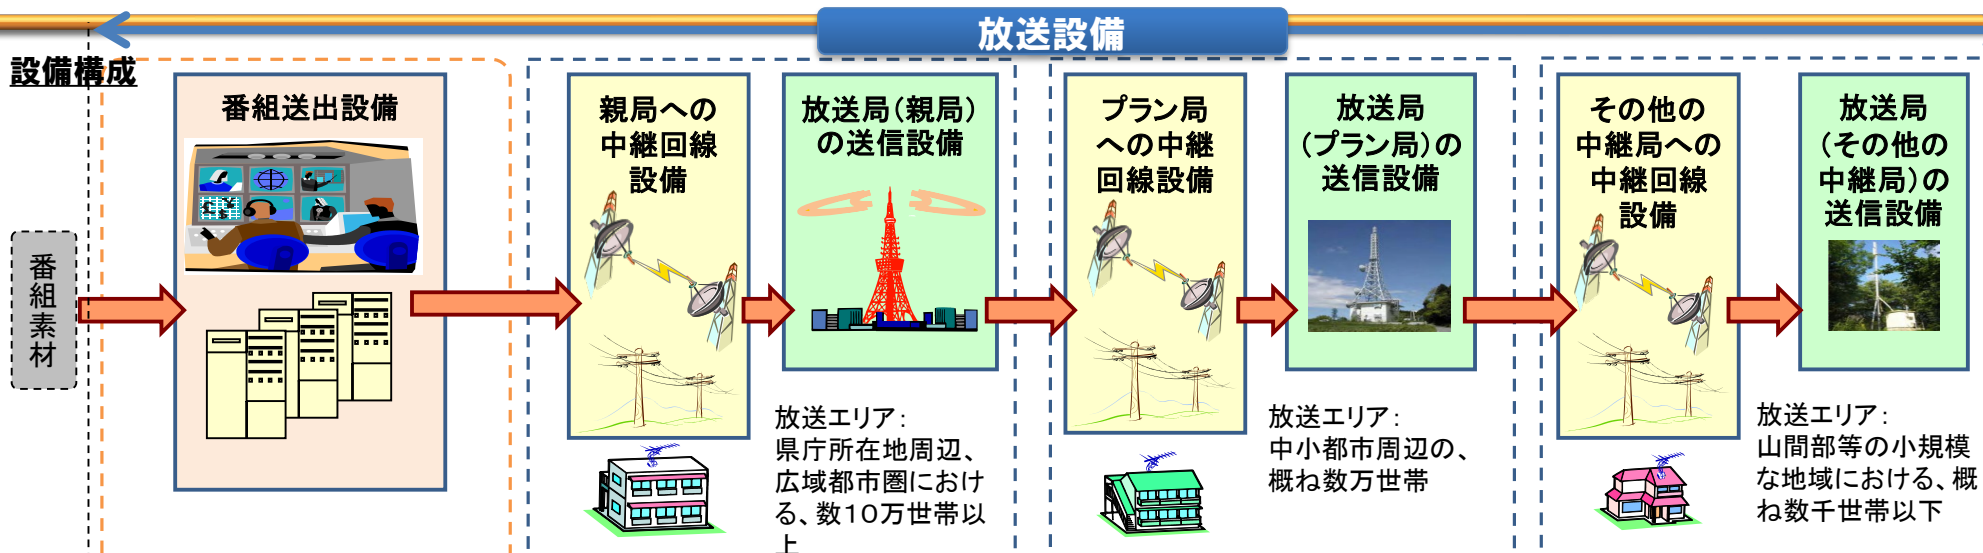 放送設備
設備構成
番組素材
番組送出設備
親局への
中継回線
設備
放送局(親局)
の送信設備
放送エリア:
県庁所在地周辺、
広域都市圏におけ
る、数10万世帯以
上
プラン局
への中継
回線設備
放送局
(プラン局)の
送信設備
放送エリア:
中小都市周辺の、
概ね数万世帯
その他の
中継局への
中継回線
設備
放送局
(その他の
中継局)の
送信設備
放送エリア:
山間部等の小規模
な地域における、概
ね数千世帯以下